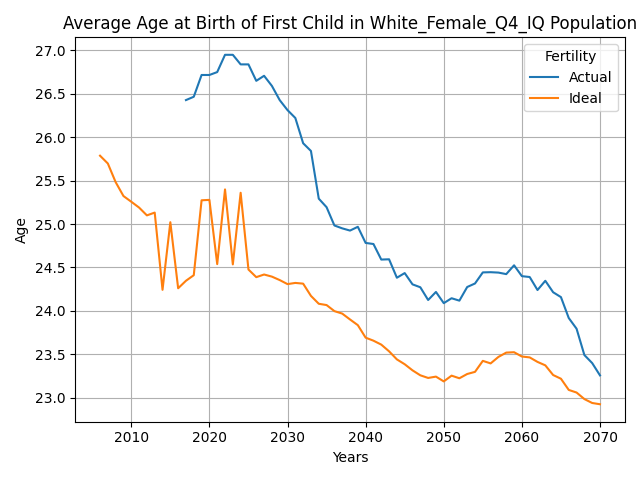 Average Age at Birth of First Child in White_Female_Q4_IQ Population
Fertility
Actual
Ideal
27.0
26.5
26.0
25.5
25.0
24.5
24.0
23.5
23.0
Age
2010 2020 2030 2040 2050 2060 2070
Years